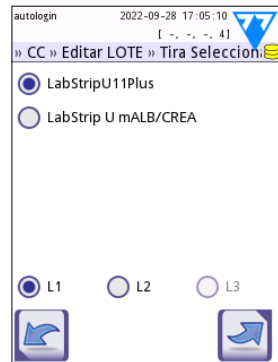 autologin 2022-09-28 17:05:10
[ -, -, -, 4]
» CC » Editar LOTE » Tira Seleccion
LabStripU11Plus
LabStrip U mALB/CREA
L1 L2 L3